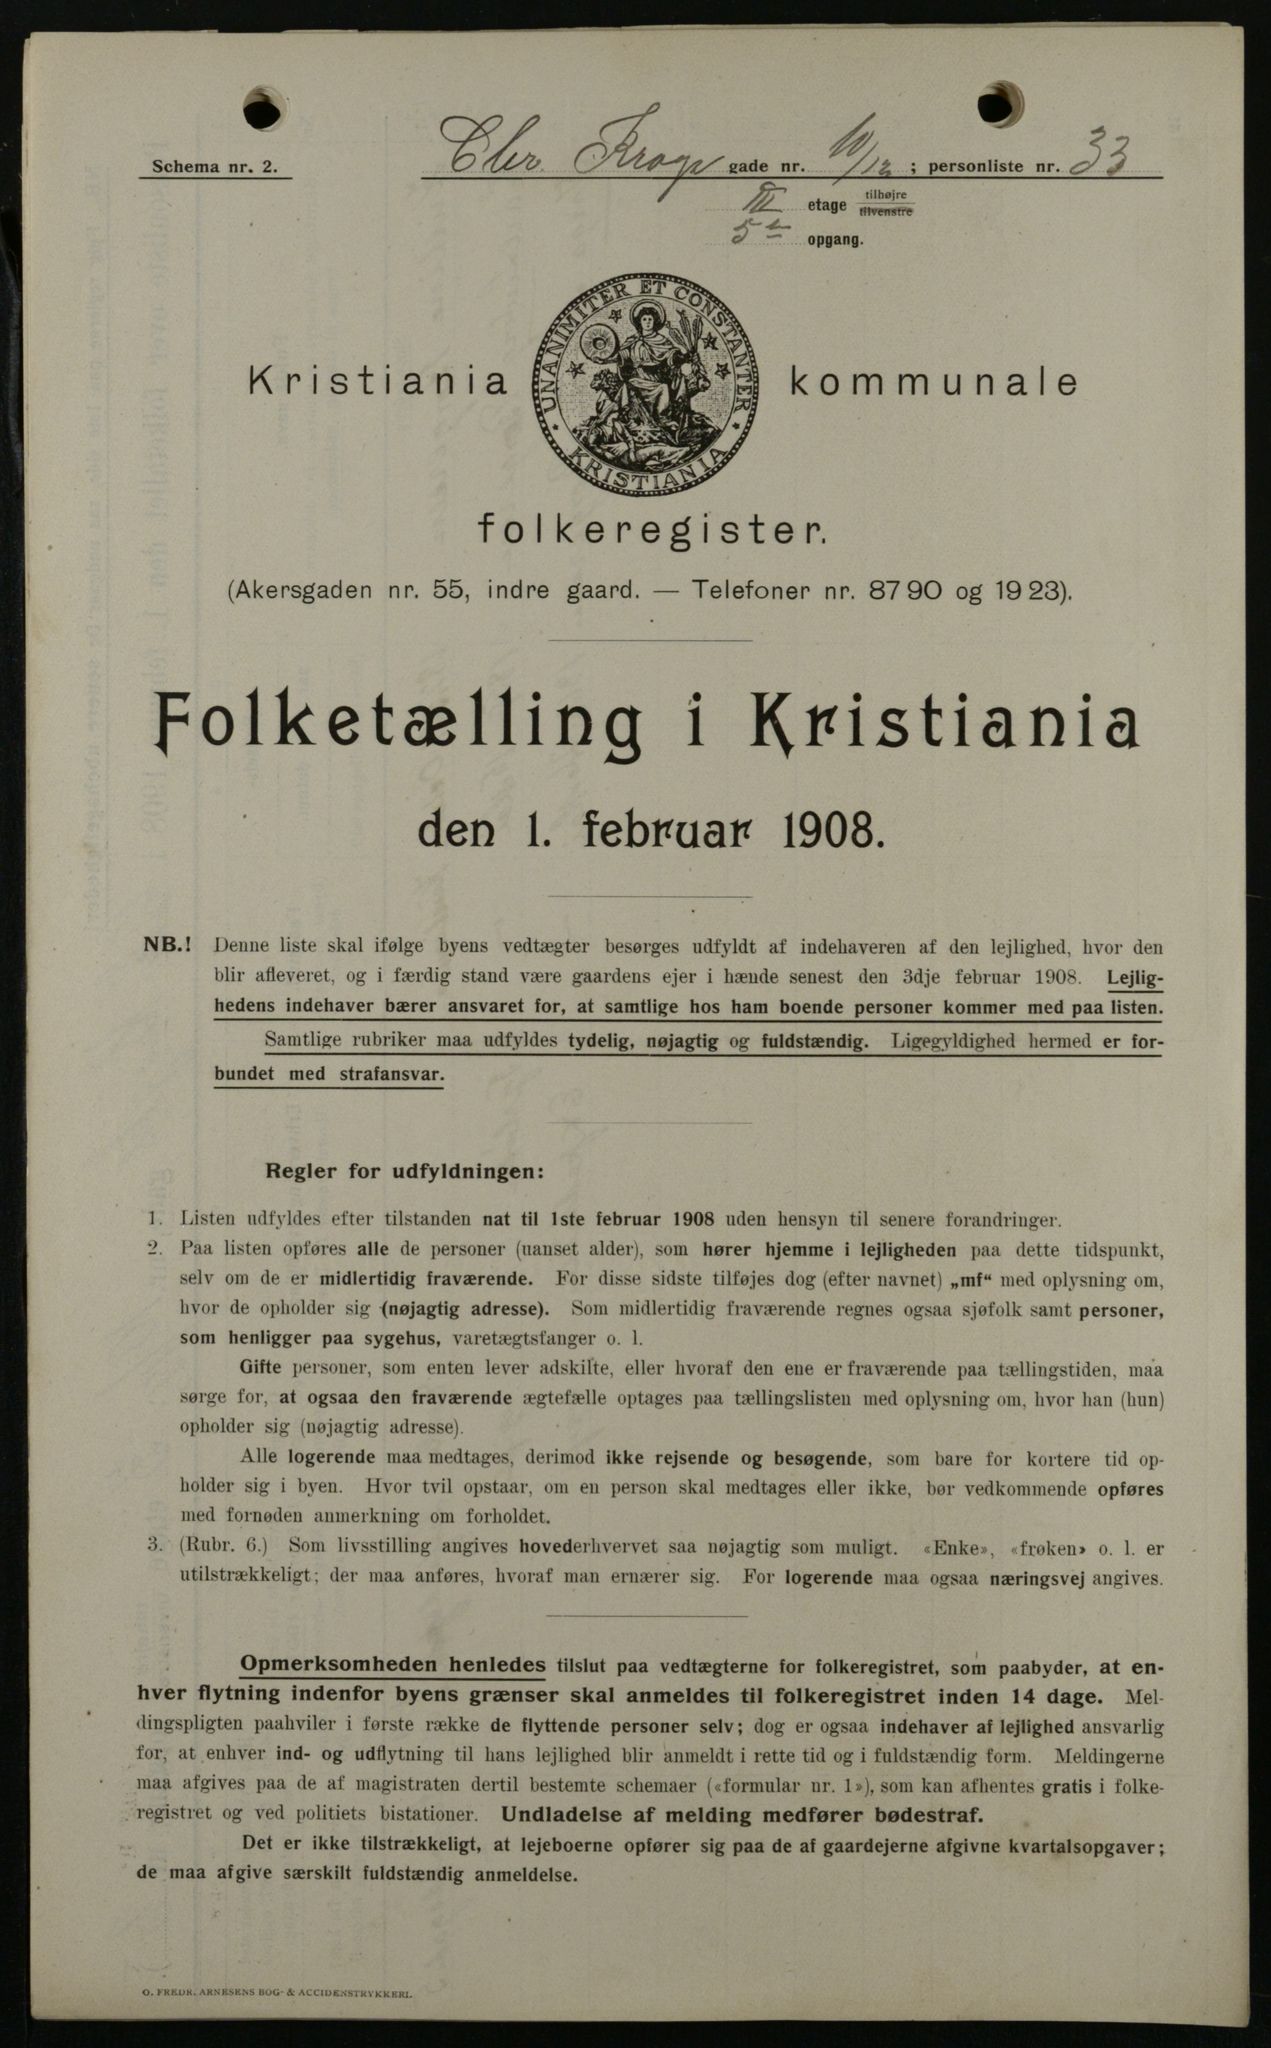 Schema nr. 2.
Chr. Krogs gade nr. 10/12 ; personliste nr. 33
III etage tilhøjre
tilvenstre
5te opgang.
UNANIMITER ET CONSTANTER
KRISTIANIA
Kristiania kommunale
folkeregister.
(Akersgaden nr. 55, indre gaard. — Telefoner nr. 87 90 og 19 23).
Folketælling i Kristiania
den 1. februar 1908.
NB.! Denne liste skal ifølge byens vedtægter besørges udfyldt af indehaveren af den lejlighed, hvor den
blir afleveret, og i færdig stand være gaardens ejer i hænde senest den 3dje februar 1908. Lejlig-
hedens indehaver bærer ansvaret for, at samtlige hos ham boende personer kommer med paa listen.
Samtlige rubriker maa udfyldes tydelig, nøjagtig og fuldstændig. Ligegyldighed hermed er for-
bundet med strafansvar.
Regler for udfyldningen:
1. Listen udfyldes efter tilstanden nat til 1ste februar 1908 uden hensyn til senere forandringer.
2. Paa listen opføres alle de personer (uanset alder), som hører hjemme i lejligheden paa dette tidspunkt,
selv om de er midlertidig fraværende. For disse sidste tilføjes dog (efter navnet) „mf“ med oplysning om,
hvor de opholder sig (nøjagtig adresse). Som midlertidig fraværende regnes ogsaa sjøfolk samt personer,
som henligger paa sygehus, varetægtsfanger o. l.
Gifte personer, som enten lever adskilte, eller hvoraf den ene er fraværende paa tællingstiden, maa
sørge for, at ogsaa den fraværende ægtefælle optages paa tællingslisten med oplysning om, hvor han (hun)
opholder sig (nøjagtig adresse).
Alle logerende maa medtages, derimod ikke rejsende og besøgende, som bare for kortere tid op-
holder sig i byen. Hvor tvil opstaar, om en person skal medtages eller ikke, bør vedkommende opføres
med fornøden anmerkning om forholdet.
3. (Rubr. 6.) Som livsstilling angives hovederhvervet saa nøjagtig som muligt. «Enke», «frøken» o. l. er
utilstrækkeligt; der maa anføres, hvoraf man ernærer sig. For logerende maa ogsaa næringsvej angives.
Opmerksomheden henledes tilslut paa vedtægterne for folkeregistret, som paabyder, at en-
hver flytning indenfor byens grænser skal anmeldes til folkeregistret inden 14 dage. Mel-
dingspligten paahviler i første række de flyttende personer selv; dog er ogsaa indehaver af lejlighed ansvarlig
for, at enhver ind- og udflytning til hans lejlighed blir anmeldt i rette tid og i fuldstændig form. Meldingerne
maa afgives paa de af magistraten dertil bestemte schemaer («formular nr. 1»), som kan afhentes gratis i folke-
registret og ved politiets bistationer. Undladelse af melding medfører bødestraf.
Det er ikke tilstrækkeligt, at lejeboerne opfører sig paa de af gaardejerne afgivne kvartalsopgaver;
de maa afgive særskilt fuldstændig anmeldelse.
O. FREDR. ARNESENS BOG- & ACCIDENSTRYKKERI.